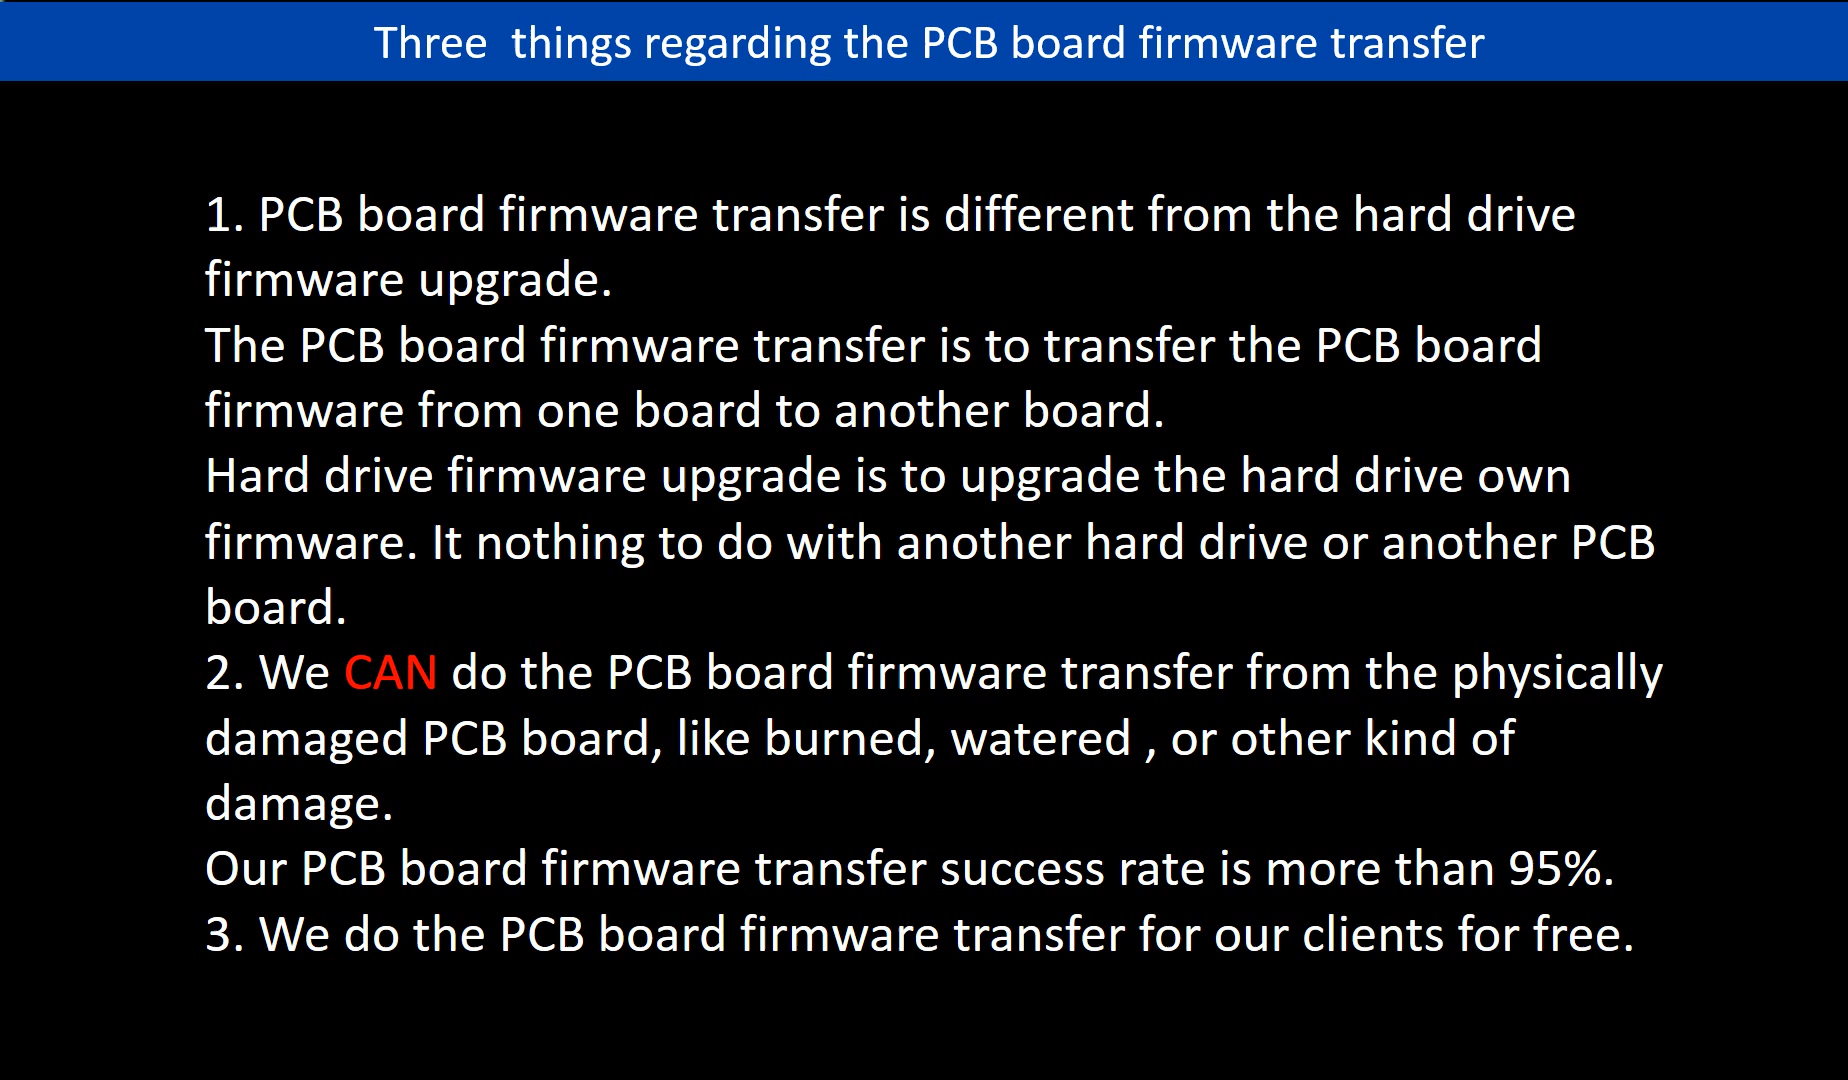 Three  things regarding the PCB board firmware transfer
1. PCB board firmware transfer is different from the hard drive
firmware upgrade.
The PCB board firmware transfer is to transfer the PCB board
firmware from one board to another board.
Hard drive firmware upgrade is to upgrade the hard drive own
firmware. It nothing to do with another hard drive or another PCB
board.
2. We CAN do the PCB board firmware transfer from the physically
damaged PCB board, like burned, watered , or other kind of
damage.
Our PCB board firmware transfer success rate is more than 95%.
3. We do the PCB board firmware transfer for our clients for free.